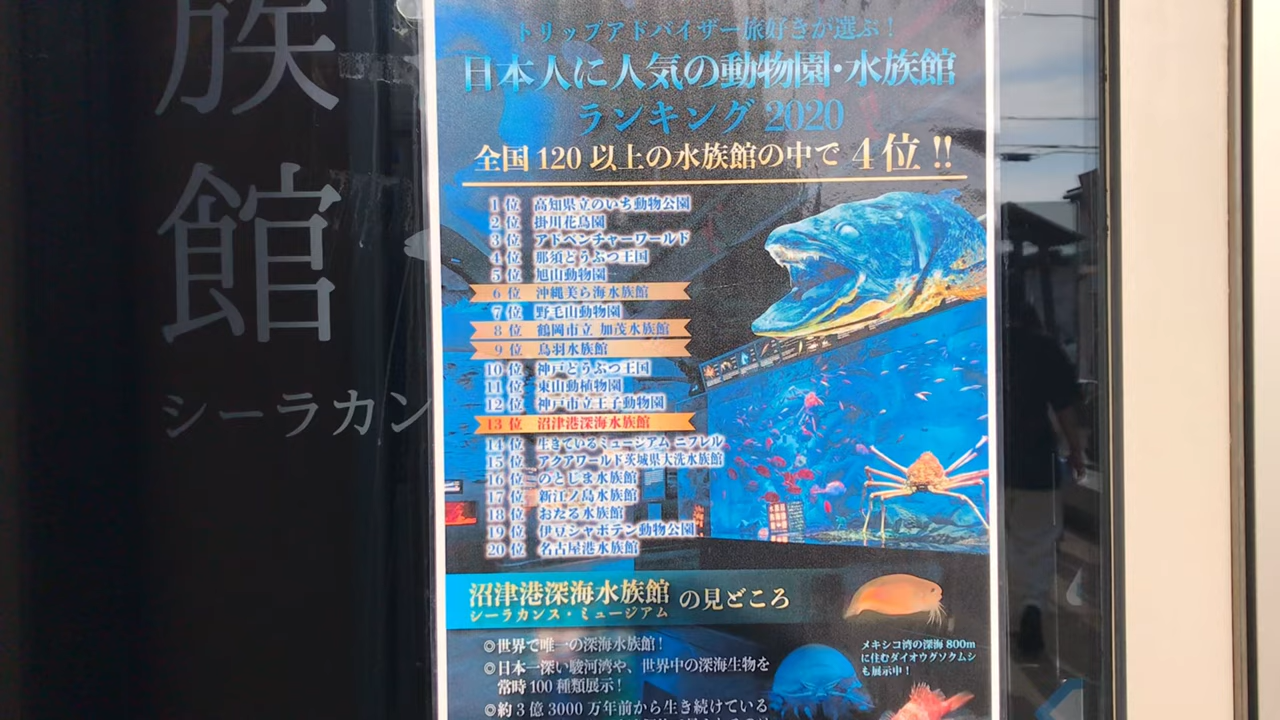 族
館
シーラカン
トリップアドバイザー旅好きが選ぶ！
日本人に人気の動物園・水族館
ランキング 2020
全国 120 以上の水族館の中で 4 位 !!
1 位 高知県立のいち動物公園
2 位 掛川花鳥園
3 位 アドベンチャーワールド
4 位 那須どうぶつ王国
5 位 旭山動物園
6 位 沖縄美ら海水族館
7 位 野毛山動物園
8 位 鶴岡市立 加茂水族館
9 位 鳥羽水族館
10 位 神戸どうぶつ王国
11 位 東山動植物園
12 位 神戸市立王子動物園
13 位 沼津港深海水族館
14 位 生きているミュージアム ニフレル
15 位 アクアワールド茨城県大洗水族館
16 位 のとじま水族館
17 位 新江ノ島水族館
18 位 おたる水族館
19 位 伊豆シャボテン動物公園
20 位 名古屋港水族館
沼津港深海水族館 の見どころ
シーラカンス・ミュージアム
◎世界で唯一の深海水族館！
◎日本一深い駿河湾や、世界中の深海生物を
常時 100 種類展示！
◎約 3 億 3000 万年前から生き続けている
メキシコ湾の深海 800m
に住むダイオウグソクムシ
も展示中！